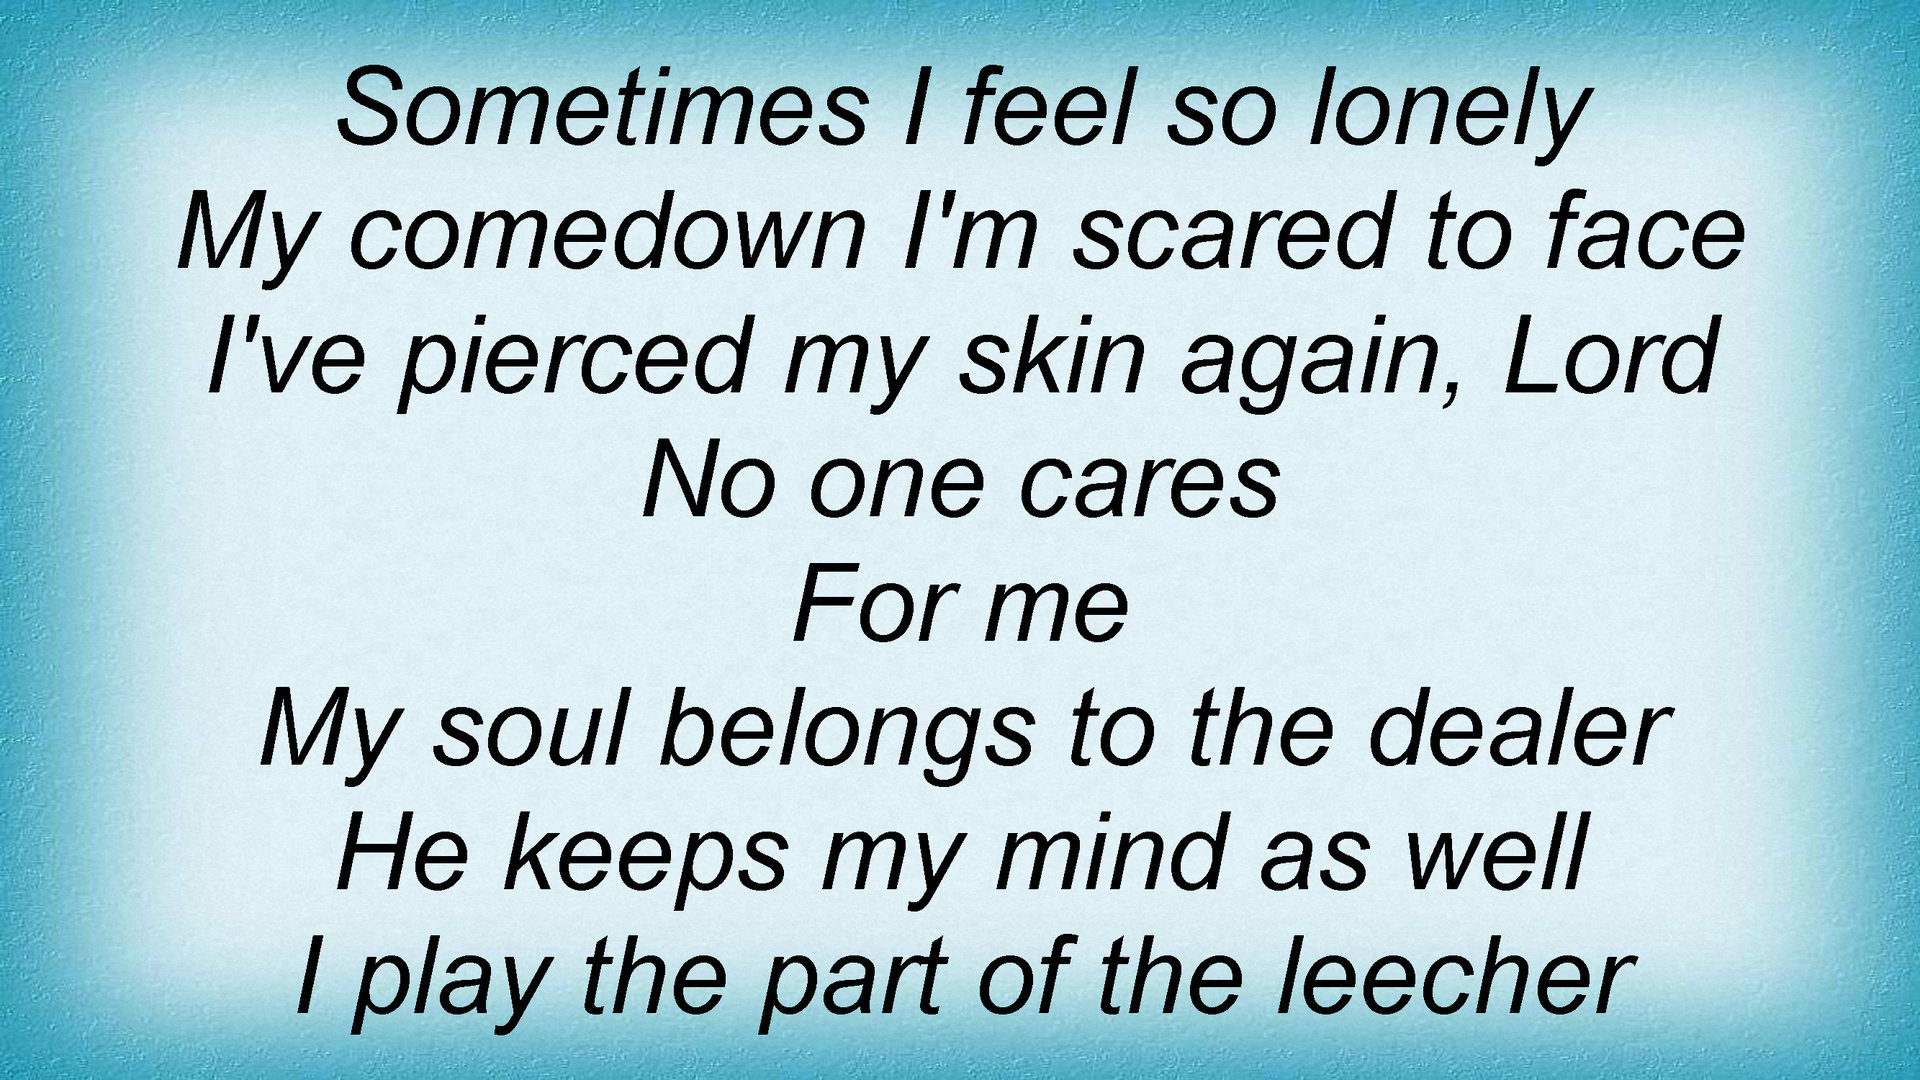 Sometimes I feel so lonely
My comedown I'm scared to face
I've pierced my skin again, Lord
No one cares
For me
My soul belongs to the dealer
He keeps my mind as well
I play the part of the leecher